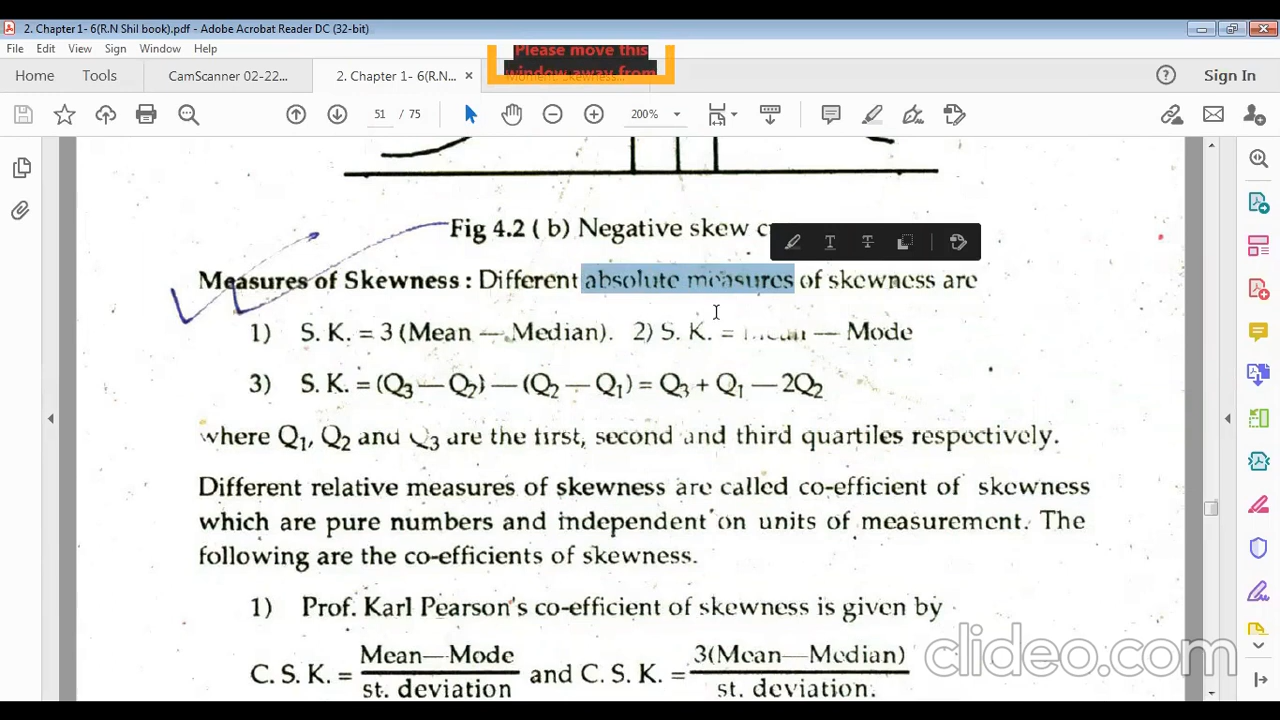 2. Chapter 1- 6(R.N Shil book).pdf - Adobe Acrobat Reader DC (32-bit)
File Edit View Sign Window Help
Please move this
window away from
Home Tools CamScanner 02-22... 2. Chapter 1- 6(R.N... × Sign In
51 / 75 200%
Fig 4.2 ( b) Negative skew
Measures of Skewness : Different absolute measures of skewness are
1) S. K. = 3 (Mean — Median). 2) S. K. = Mean — Mode
3) S. K. = (Q3 — Q2) — (Q2 — Q1) = Q3 + Q1 — 2Q2
where Q1, Q2 and Q3 are the first, second and third quartiles respectively.
Different relative measures of skewness are called co-efficient of skewness
which are pure numbers and independent on units of measurement. The
following are the co-efficients of skewness.
1) Prof. Karl Pearson's co-efficient of skewness is given by
C. S. K. = Mean—Mode / st. deviation and C. S. K. = 3(Mean—Median) / st. deviation.
clideo.com